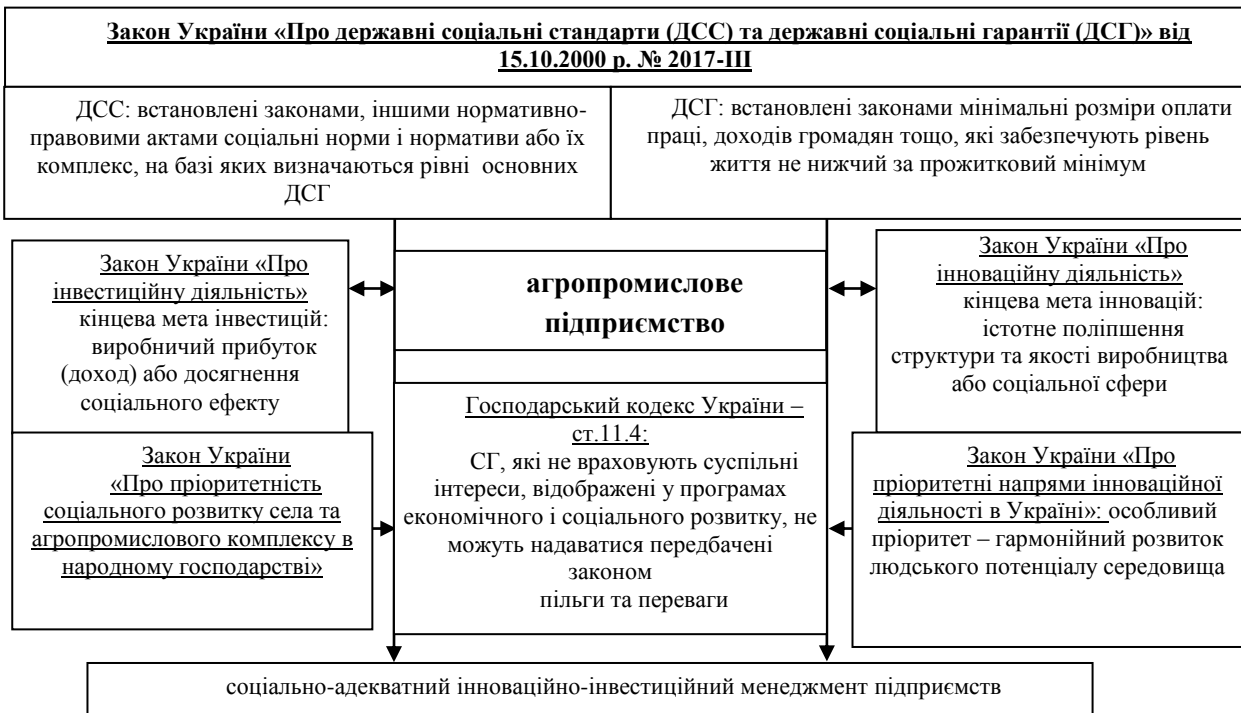 Закон України «Про державні соціальні стандарти (ДСС) та державні соціальні гарантії (ДСГ)» від
15.10.2000 р. № 2017-III
ДСС: встановлені законами, іншими нормативно-
правовими актами соціальні норми і нормативи або їх
комплекс, на базі яких визначаються рівні основних
ДСГ
ДСГ: встановлені законами мінімальні розміри оплати
праці, доходів громадян тощо, які забезпечують рівень
життя не нижчий за прожитковий мінімум
Закон України «Про
інвестиційну діяльність»
кінцева мета інвестицій:
виробничий прибуток
(доход) або досягнення
соціального ефекту
агропромислове
підприємство
Закон України «Про
інноваційну діяльність»
кінцева мета інновацій:
істотне поліпшення
структури та якості виробництва
або соціальної сфери
Закон України
«Про пріоритетність
соціального розвитку села та
агропромислового комплексу в
народному господарстві»
Господарський кодекс України –
ст.11.4:
СГ, які не враховують суспільні
інтереси, відображені у програмах
економічного і соціального розвитку, не
можуть надаватися передбачені
законом
пільги та переваги
Закон України «Про
пріоритетні напрями інноваційної
діяльності в Україні»: особливий
пріоритет – гармонійний розвиток
людського потенціалу середовища
соціально-адекватний інноваційно-інвестиційний менеджмент підприємств